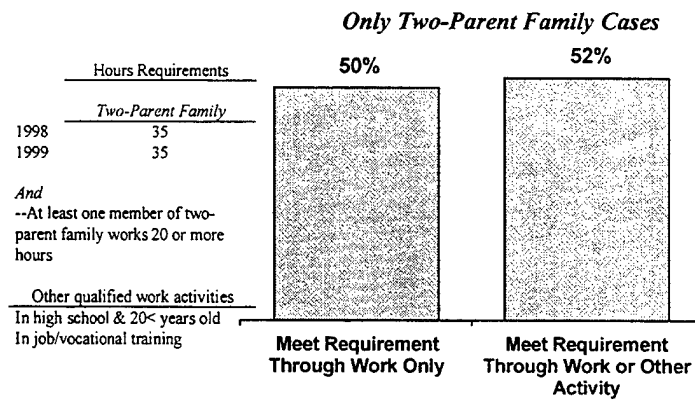 Only Two-Parent Family Cases
Hours Requirements
Two-Parent Family
1998 35
1999 35
And
--At least one member of two-
parent family works 20 or more
hours
Other qualified work activities
In high school & 20< years old
In job/vocational training
50%
52%
Meet Requirement
Through Work Only
Meet Requirement
Through Work or Other
Activity